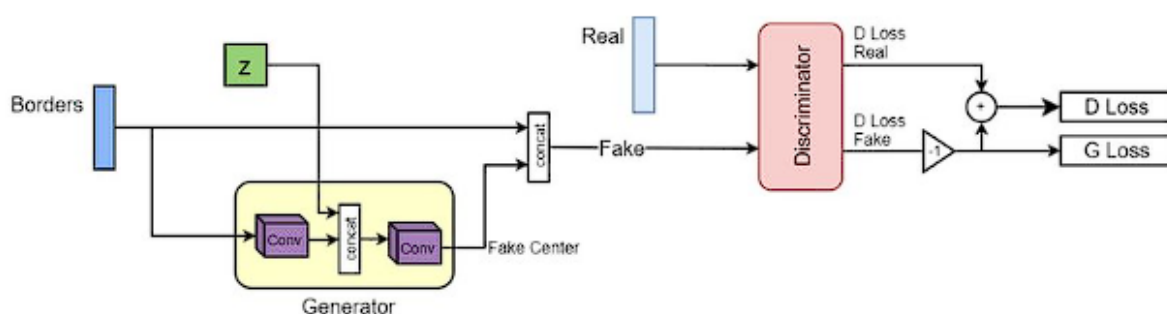 Borders
Z
Conv
concat
Conv
Generator
Fake Center
concat
Fake
Real
Discriminator
D Loss
Real
D Loss
Fake
+
-1
D Loss
G Loss